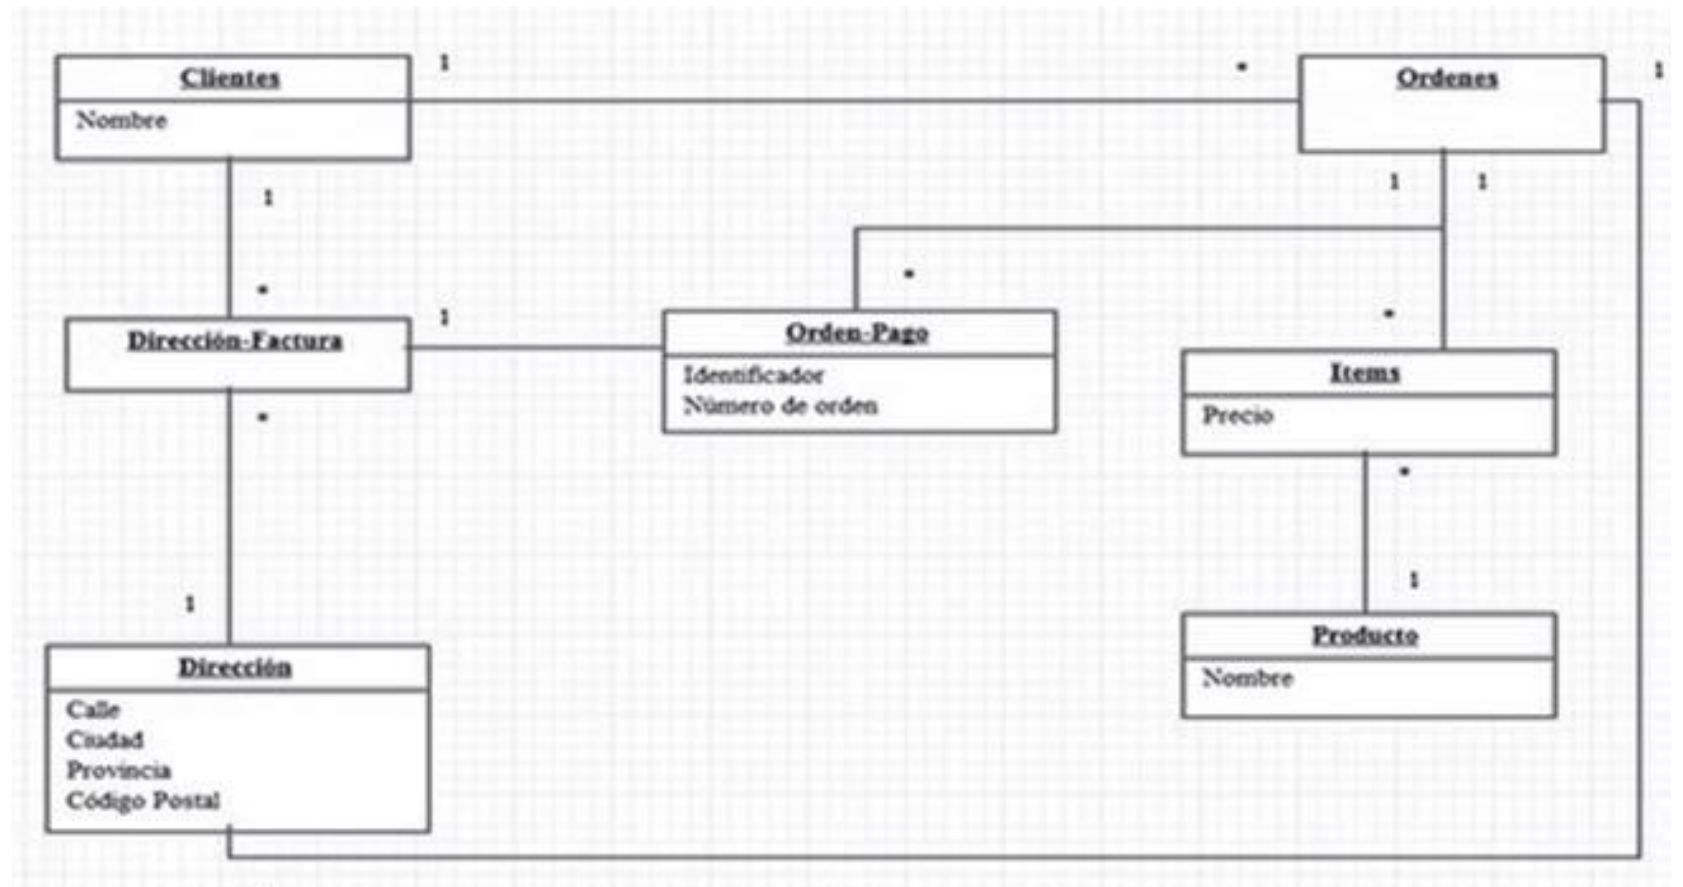 Clientes
Nombre
1
*
Ordenes
1
1
*
1
1
*
*
Dirección-Factura
1
Orden-Pago
Identificador
Número de orden
Items
Precio
*
*
1
1
Dirección
Calle
Ciudad
Provincia
Código Postal
Producto
Nombre